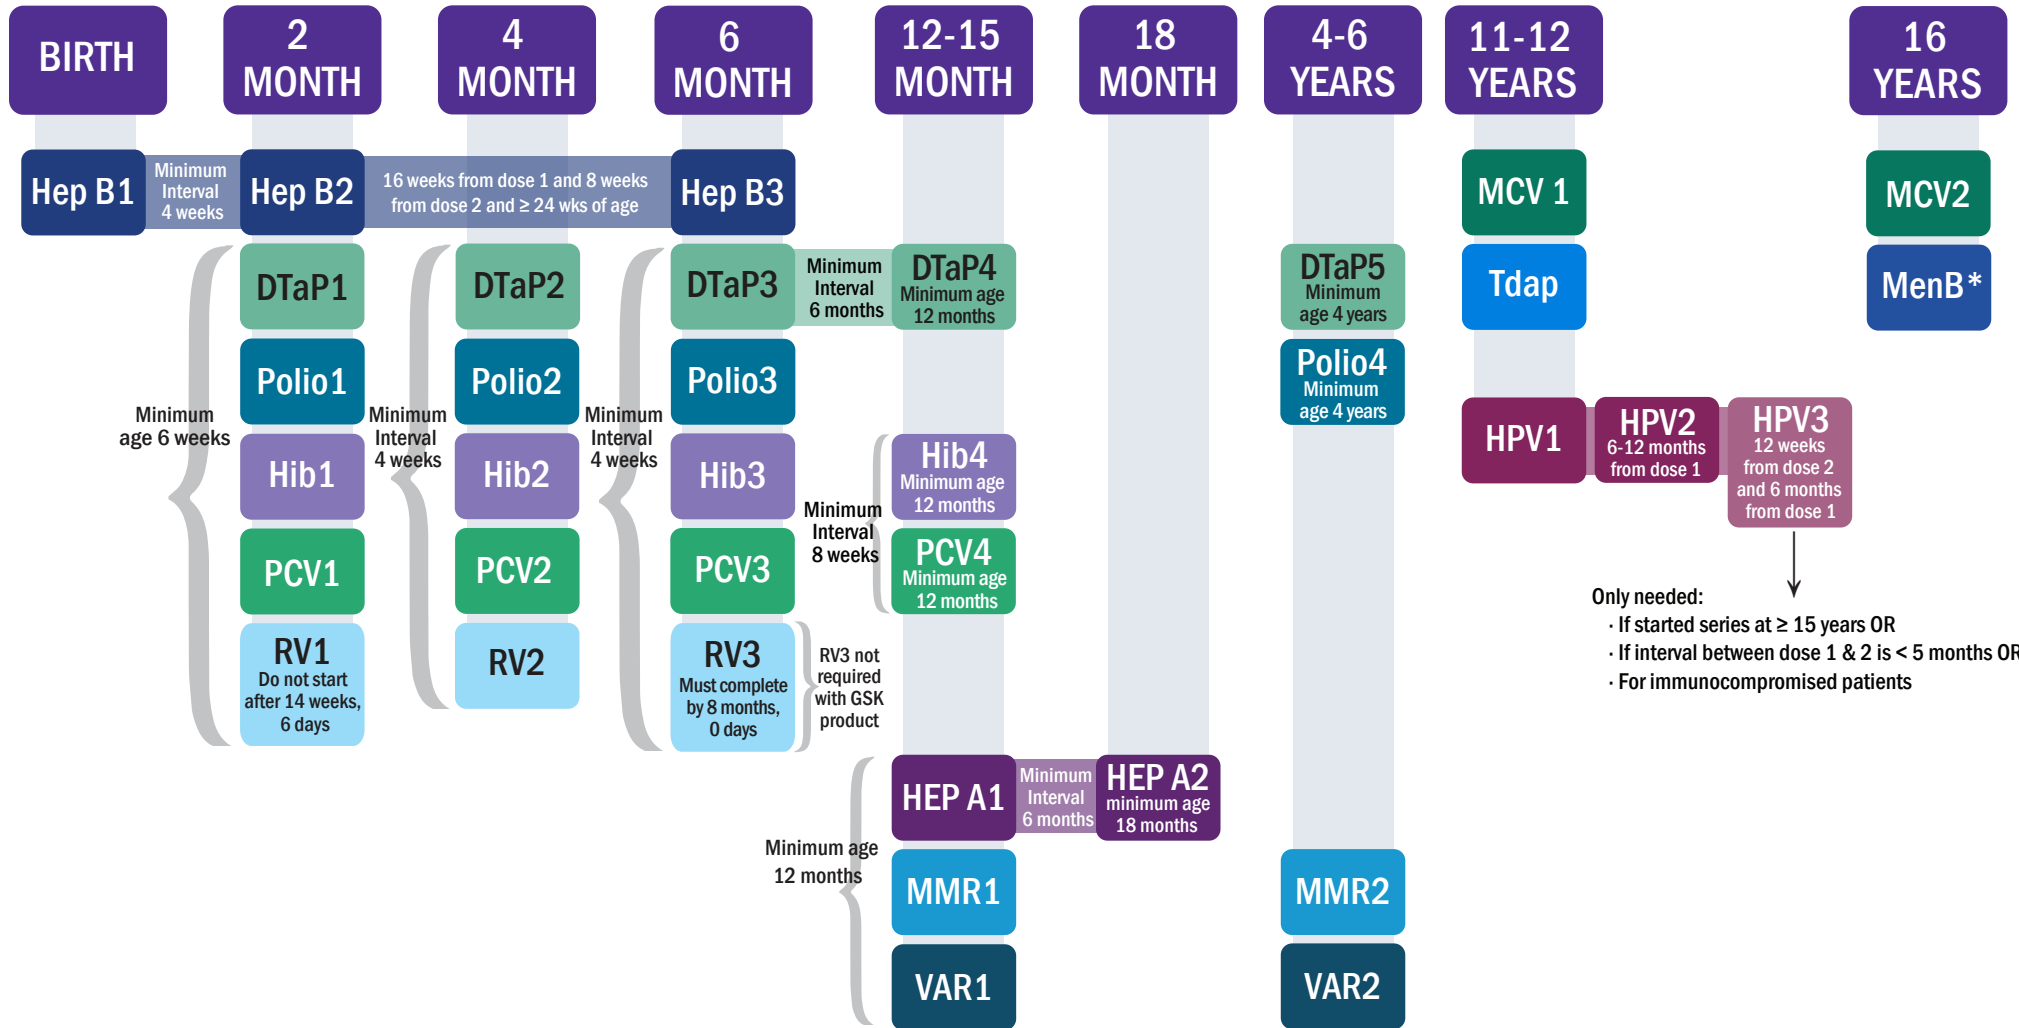 BIRTH
2
MONTH
4
MONTH
6
MONTH
12-15
MONTH
18
MONTH
4-6
YEARS
11-12
YEARS
16
YEARS
Hep B1
Minimum
Interval
4 weeks
Hep B2
16 weeks from dose 1 and 8 weeks
from dose 2 and ≥ 24 wks of age
Hep B3
MCV 1
MCV2
DTaP1
DTaP2
DTaP3
Minimum
Interval
6 months
DTaP4
Minimum age
12 months
DTaP5
Minimum
age 4 years
Tdap
MenB*
Polio1
Polio2
Polio3
Polio4
Minimum
age 4 years
Minimum
age 6 weeks
Minimum
Interval
4 weeks
Minimum
Interval
4 weeks
HPV1
HPV2
6-12 months
from dose 1
HPV3
12 weeks
from dose 2
and 6 months
from dose 1
Hib1
Hib2
Hib3
Hib4
Minimum age
12 months
Minimum
Interval
8 weeks
PCV1
PCV2
PCV3
PCV4
Minimum age
12 months
Only needed:
· If started series at ≥ 15 years OR
· If interval between dose 1 & 2 is < 5 months OR
· For immunocompromised patients
RV1
Do not start
after 14 weeks,
6 days
RV2
RV3
Must complete
by 8 months,
0 days
RV3 not
required
with GSK
product
HEP A1
Minimum
Interval
6 months
HEP A2
minimum age
18 months
Minimum age
12 months
MMR1
MMR2
VAR1
VAR2